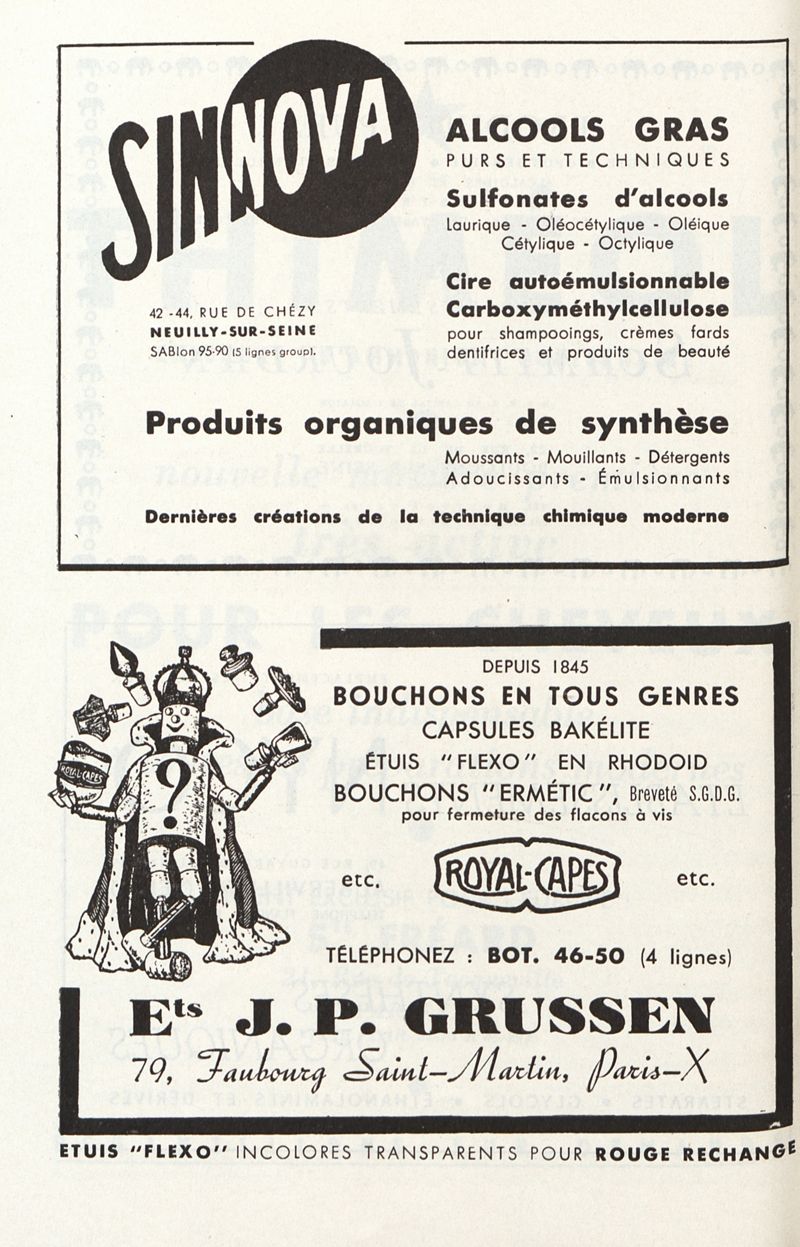 SINNOVA
42-44, RUE DE CHÉZY
NEUILLY-SUR-SEINE
SABlon 95-90 (5 lignes group).
ALCOOLS GRAS
PURS ET TECHNIQUES
Sulfonates d'alcools
Laurique - Oléocétylique - Oléique
Cétylique - Octylique
Cire autoémulsionnable
Carboxyméthylcellulose
pour shampooings, crèmes fards
dentifrices et produits de beauté
Produits organiques de synthèse
Moussants - Mouillants - Détergents
Adoucissants - Émulsionnants
Dernières créations de la technique chimique moderne
DEPUIS 1845
BOUCHONS EN TOUS GENRES
CAPSULES BAKÉLITE
ÉTUIS "FLEXO" EN RHODOID
BOUCHONS "ERMÉTIC", Breveté S.G.D.G.
pour fermeture des flacons à vis
ROYAL-CAPES
?
etc. ROYAL-CAPES etc.
TÉLÉPHONEZ : BOT. 46-50 (4 lignes)
Ets J. P. GRUSSEN
79, Faubourg Saint-Martin, Paris-X
ETUIS "FLEXO" INCOLORES TRANSPARENTS POUR ROUGE RECHANGE